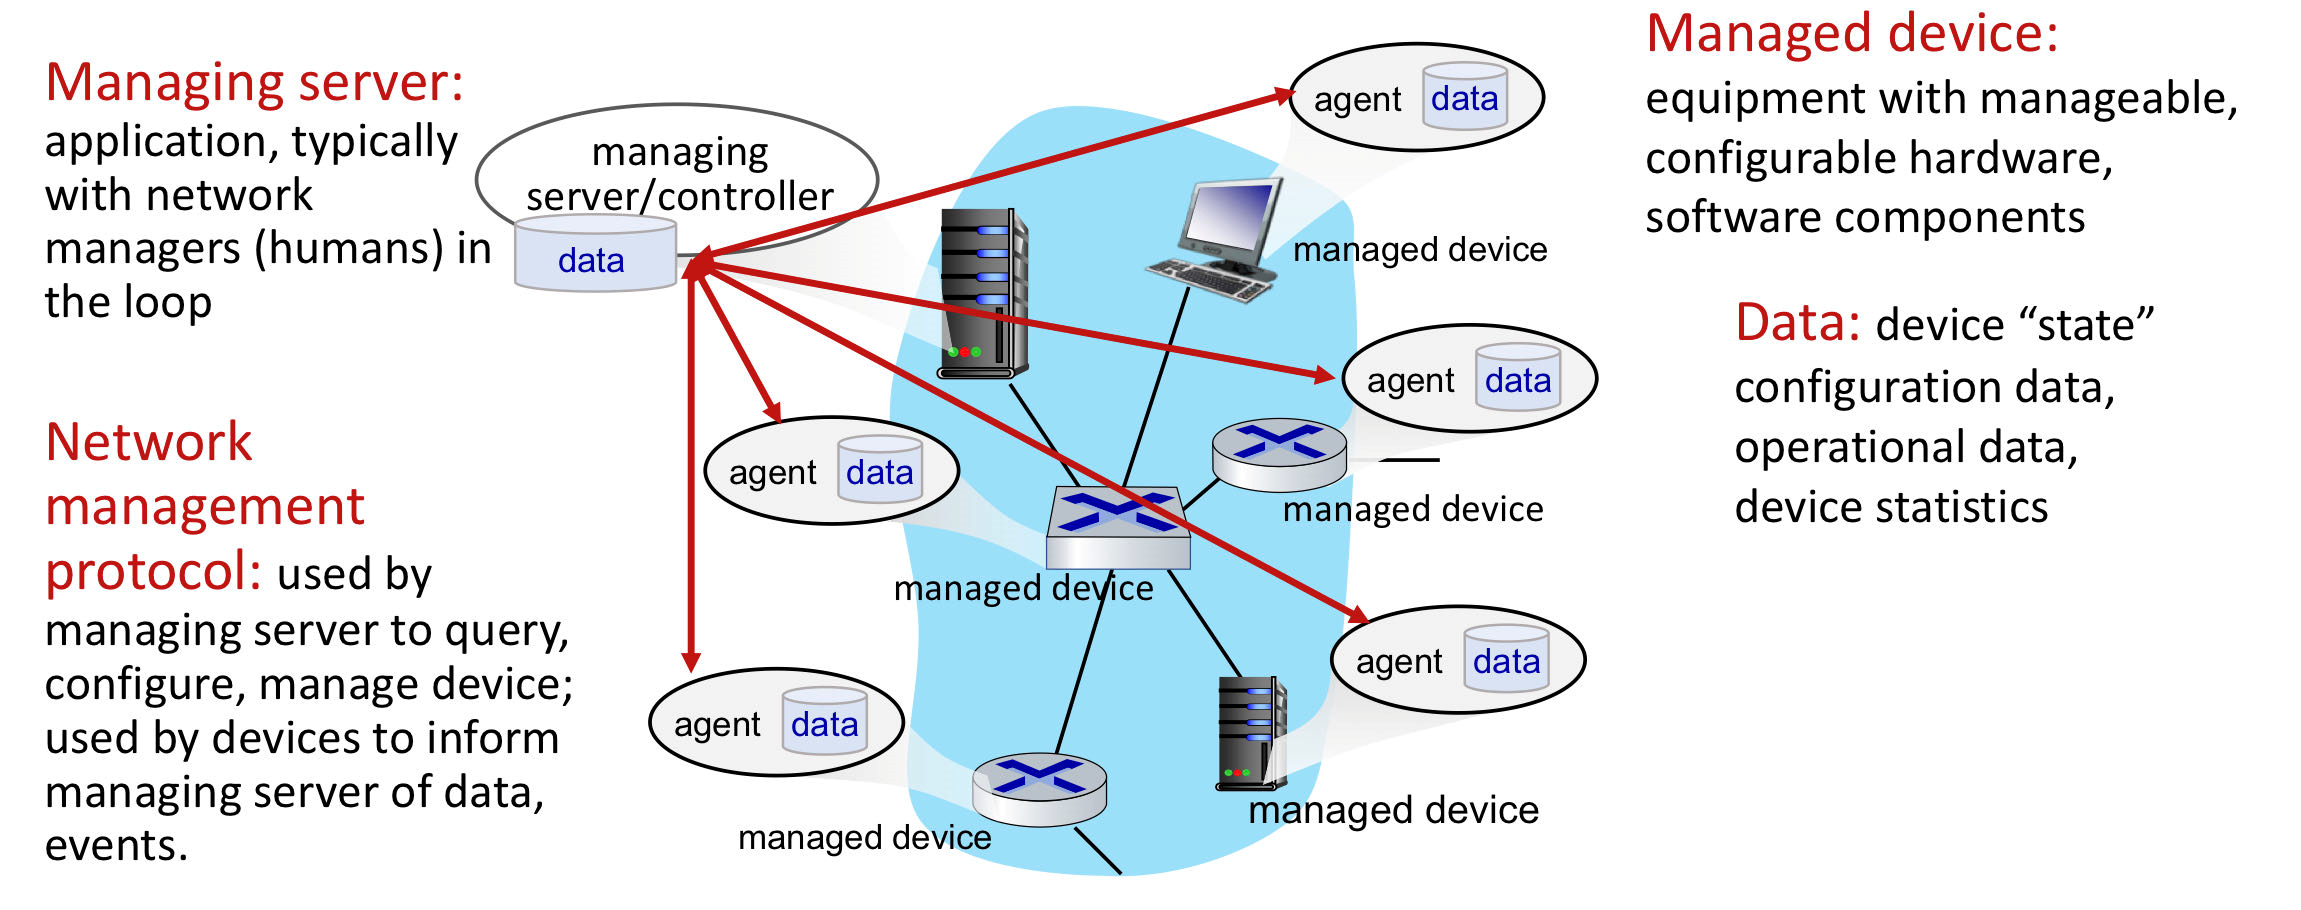 Managing server:
application, typically
with network
managers (humans) in
the loop
Network
management
protocol: used by
managing server to query,
configure, manage device;
used by devices to inform
managing server of data,
events.
managing
server/controller
data
agent data
managed device
agent data
managed device
agent data
managed device
agent data
managed device
agent data
managed device
Managed device:
equipment with manageable,
configurable hardware,
software components
Data: device “state”
configuration data,
operational data,
device statistics